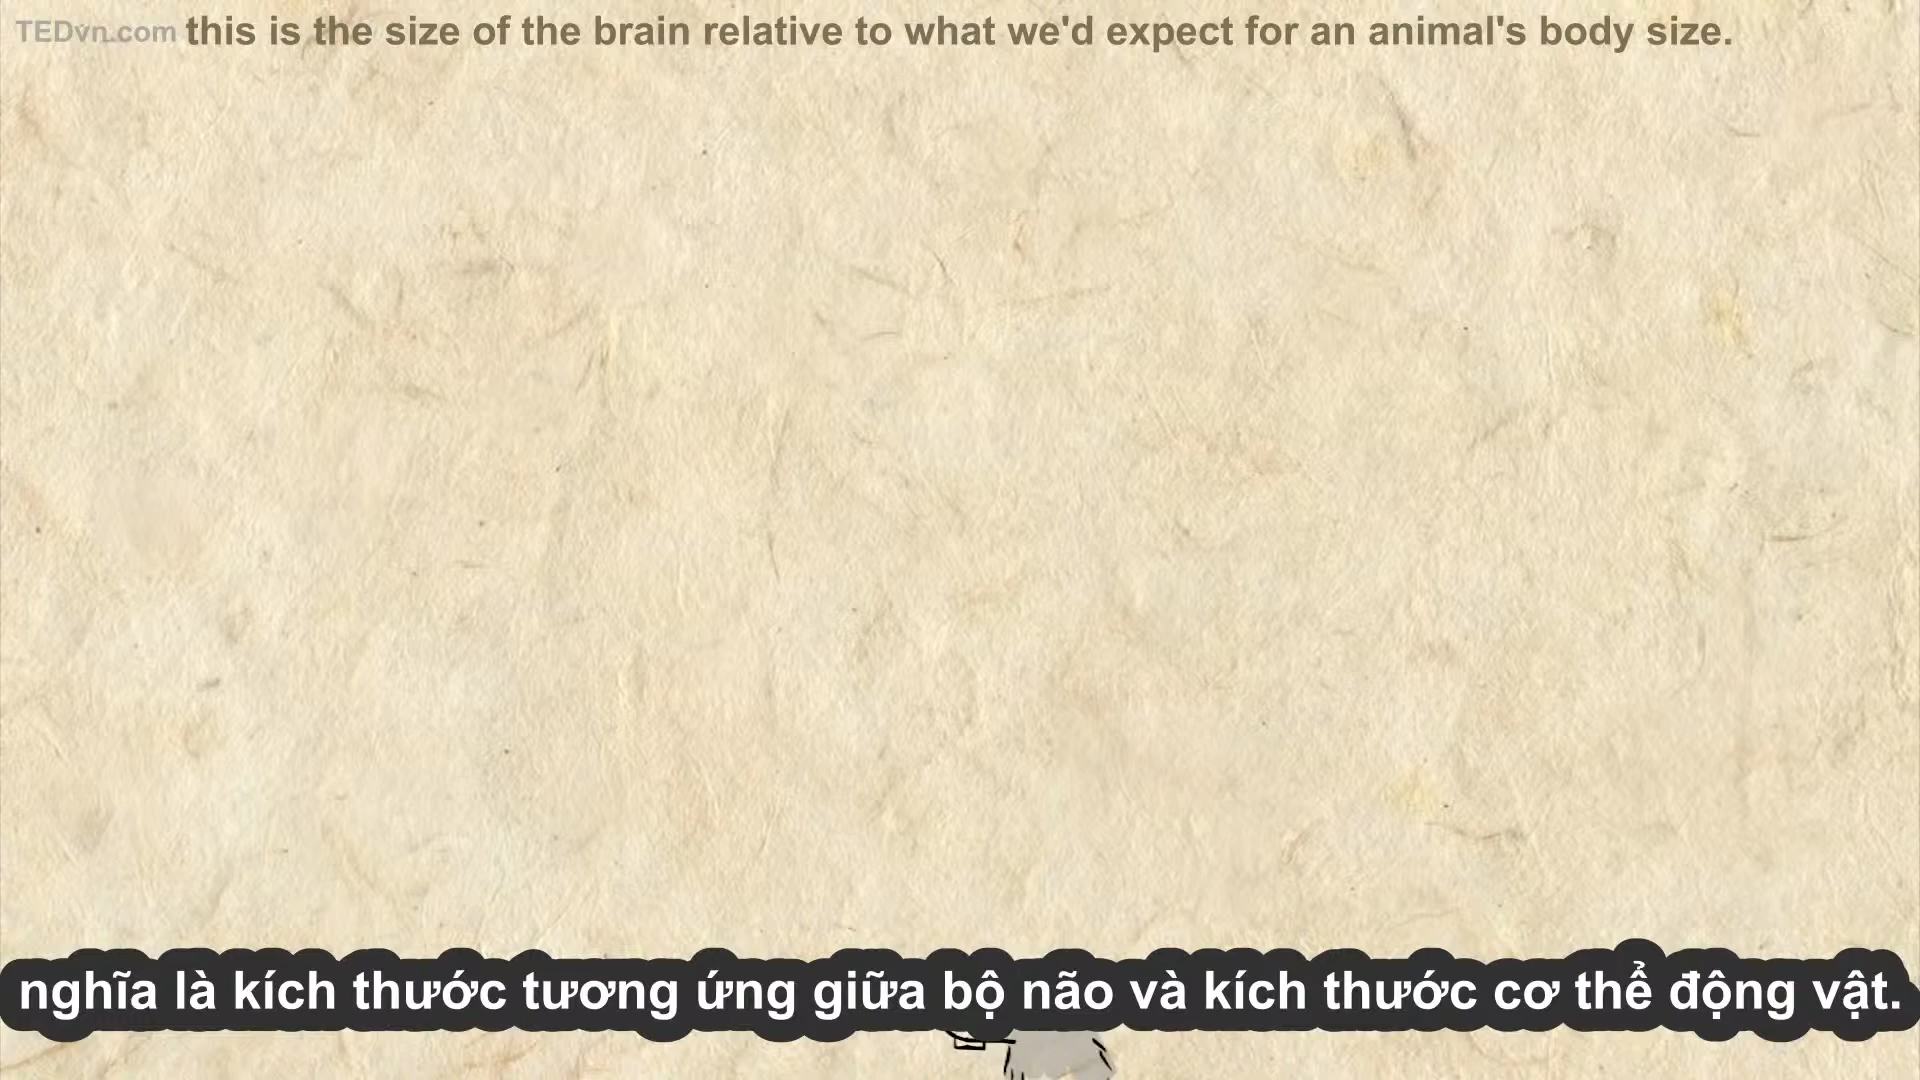 TEDvn.com this is the size of the brain relative to what we'd expect for an animal's body size.
nghĩa là kích thước tương ứng giữa bộ não và kích thước cơ thể động vật.